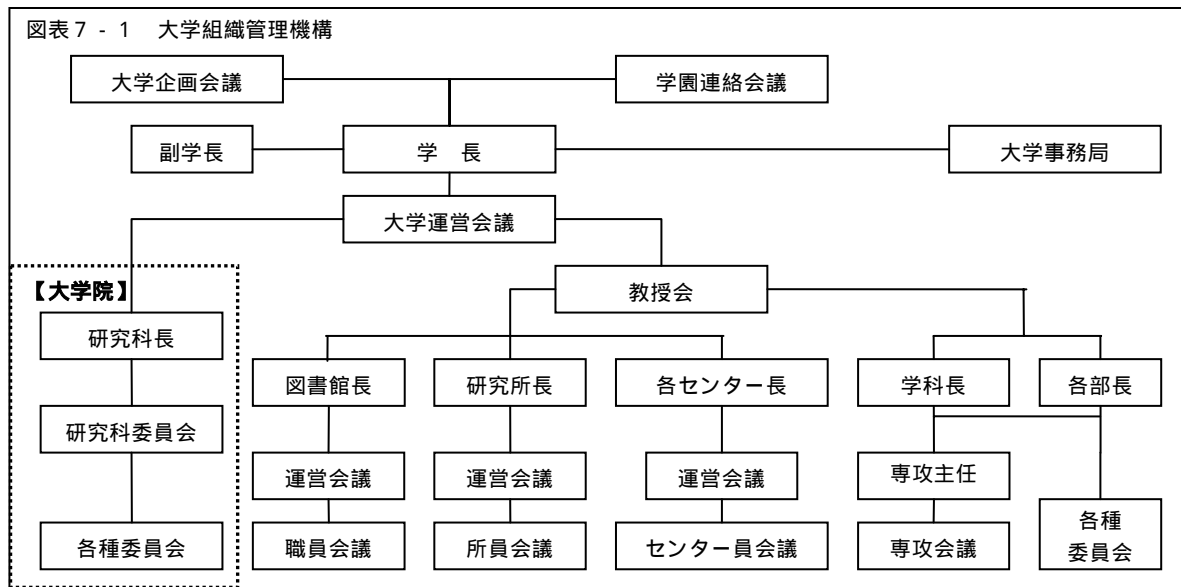 図表７‐１　大学組織管理機構
大学企画会議
学園連絡会議
副学長
学　長
大学事務局
大学運営会議
【大学院】
教授会
研究科長
図書館長
研究所長
各センター長
学科長
各部長
研究科委員会
運営会議
運営会議
運営会議
専攻主任
各種委員会
職員会議
所員会議
センター員会議
専攻会議
各種
委員会